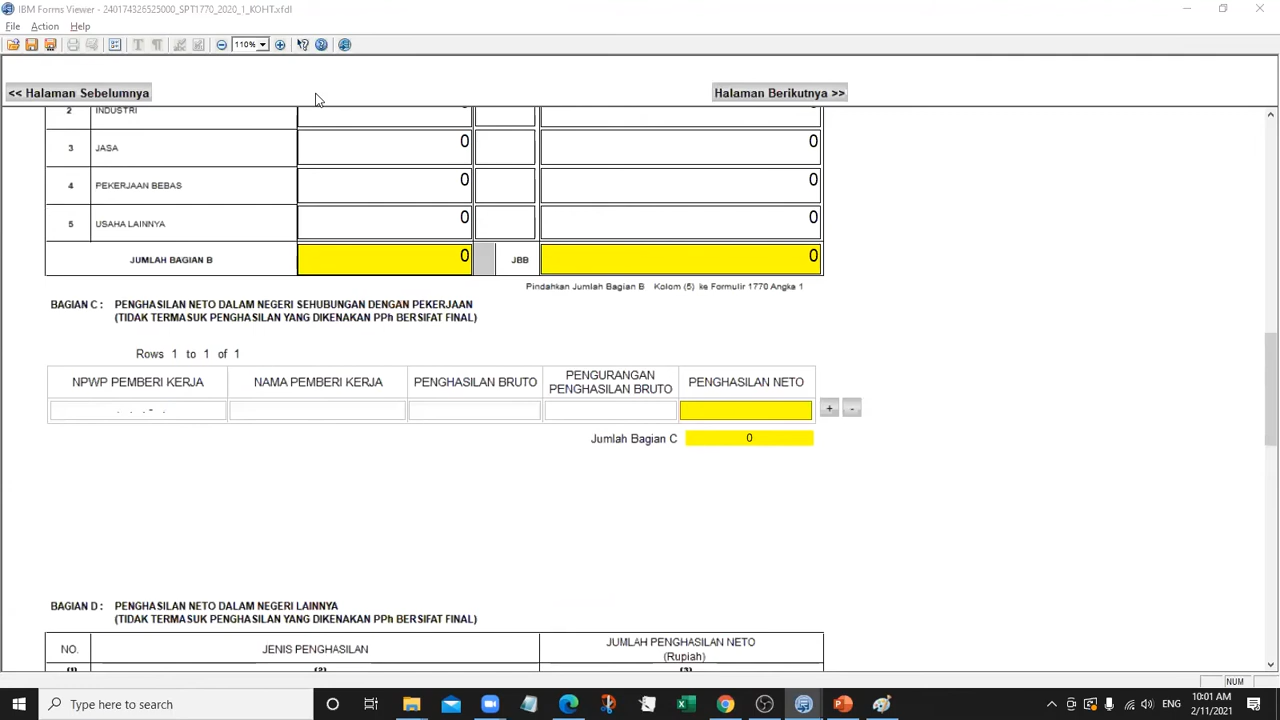 IBM Forms Viewer - 240174326525000_SPT1770_2020_1_KOHT.xfdl
File Action Help
110%
<< Halaman Sebelumnya Halaman Berikutnya >>
2 INDUSTRI
3 JASA 0 0
4 PEKERJAAN BEBAS 0 0
5 USAHA LAINNYA 0 0
JUMLAH BAGIAN B 0 JBB 0
Pindahkan Jumlah Bagian B Kolom (5) ke Formulir 1770 Angka 1
BAGIAN C : PENGHASILAN NETO DALAM NEGERI SEHUBUNGAN DENGAN PEKERJAAN
(TIDAK TERMASUK PENGHASILAN YANG DIKENAKAN PPh BERSIFAT FINAL)
Rows 1 to 1 of 1
NPWP PEMBERI KERJA NAMA PEMBERI KERJA PENGHASILAN BRUTO PENGURANGAN PENGHASILAN BRUTO PENGHASILAN NETO
. . . - . + -
Jumlah Bagian C 0
BAGIAN D : PENGHASILAN NETO DALAM NEGERI LAINNYA
(TIDAK TERMASUK PENGHASILAN YANG DIKENAKAN PPh BERSIFAT FINAL)
NO. JENIS PENGHASILAN JUMLAH PENGHASILAN NETO
(Rupiah)
(1) (2) (3)
NUM
Type here to search
ENG
10:01 AM
2/11/2021